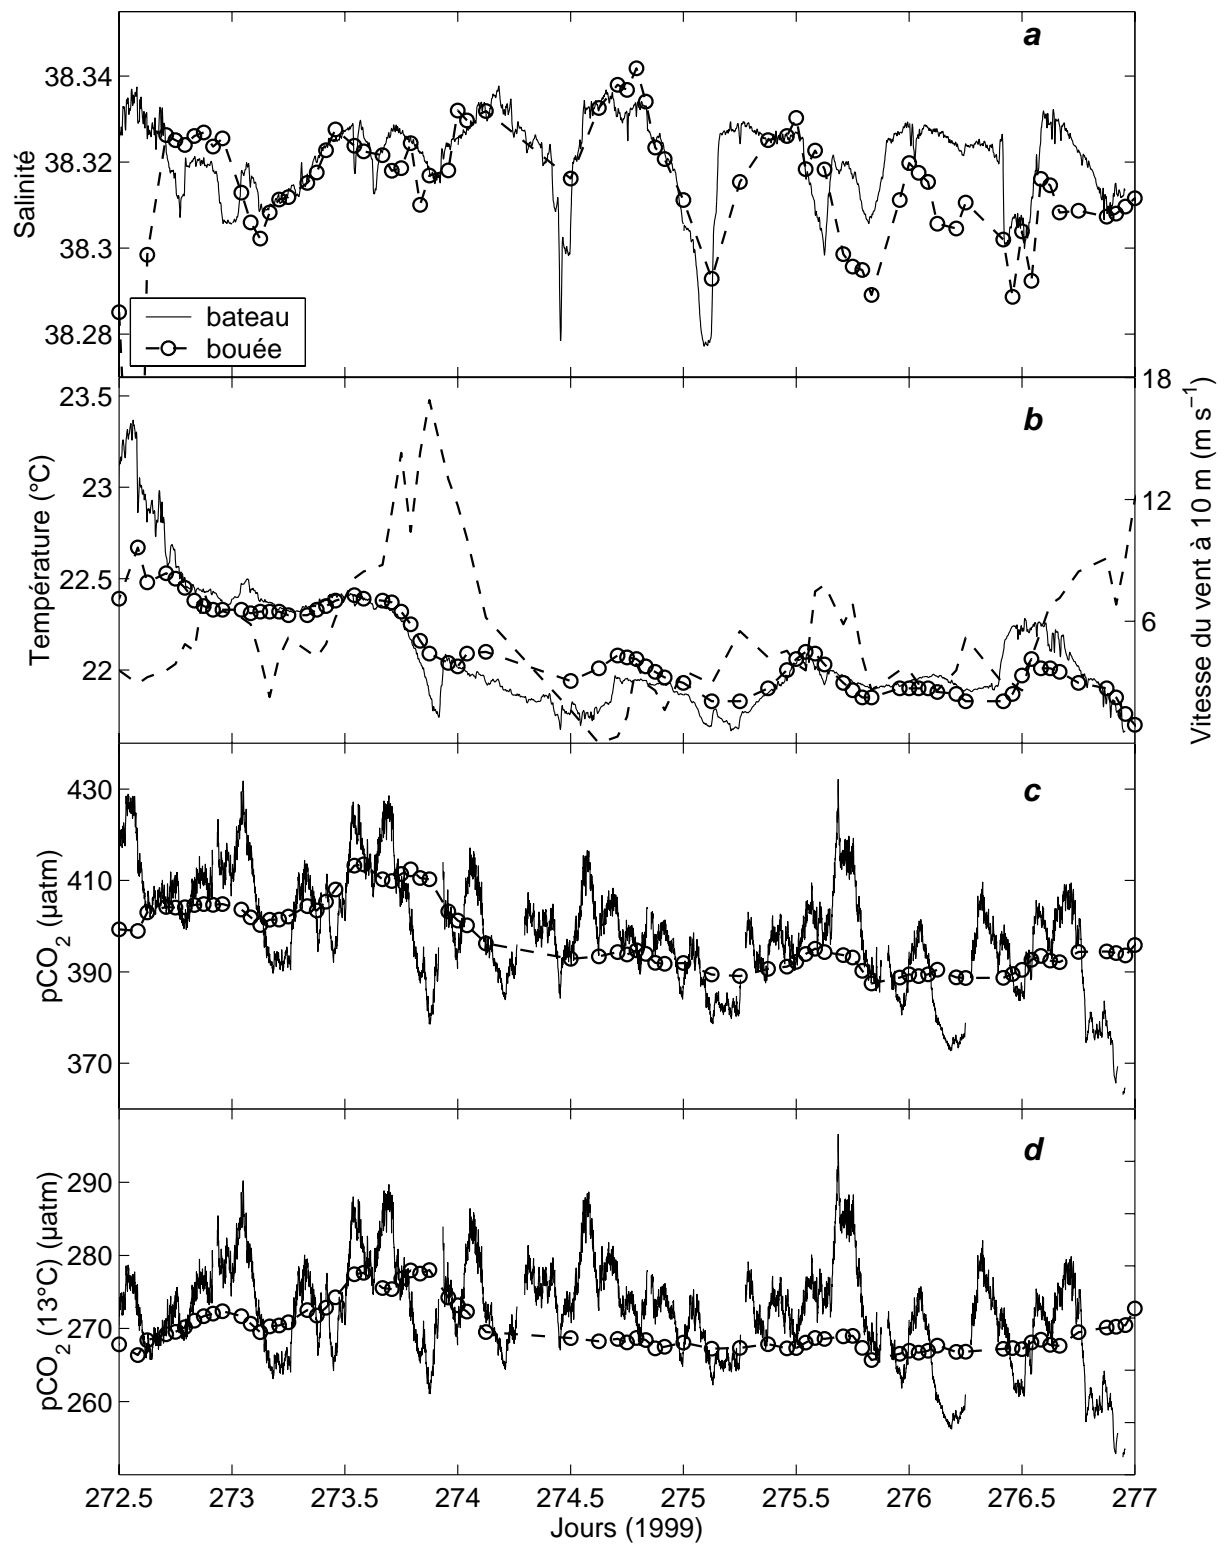 a
38.34
38.32
38.3
38.28
Salinité
bateau
bouée
b
23.5
23
22.5
22
Température (°C)
18
12
6
Vitesse du vent à 10 m (m s⁻¹)
c
430
410
390
370
pCO₂ (µatm)
d
290
280
270
260
pCO₂ (13°C) (µatm)
272.5 273 273.5 274 274.5 275 275.5 276 276.5 277
Jours (1999)